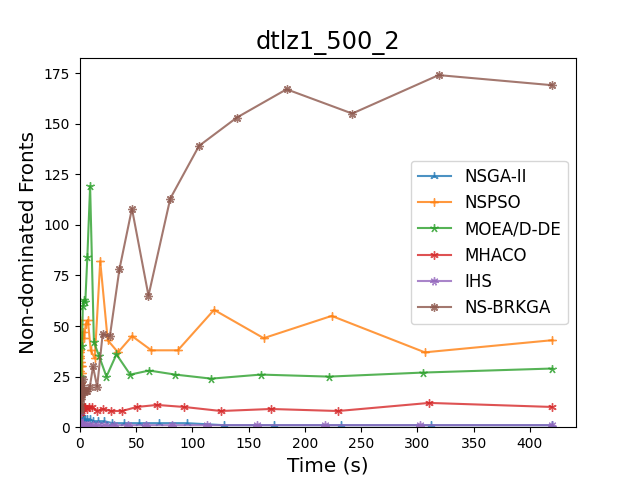 dtlz1_500_2
Non-dominated Fronts
175
150
125
100
75
50
25
0
NSGA-II
NSPSO
MOEA/D-DE
MHACO
IHS
NS-BRKGA
0 50 100 150 200 250 300 350 400
Time (s)